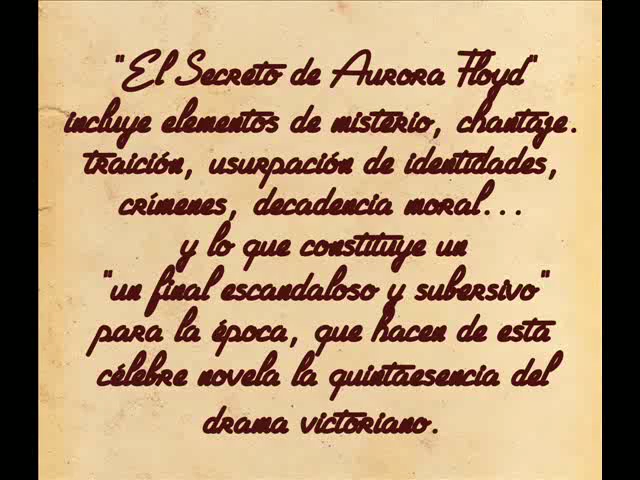 "El Secreto de Aurora Floyd"
incluye elementos de misterio, chantaje.
traición, usurpación de identidades,
crímenes, decadencia moral...
y lo que constituye un
"un final escandaloso y subersivo"
para la época, que hacen de esta
célebre novela la quintaesencia del
drama victoriano.